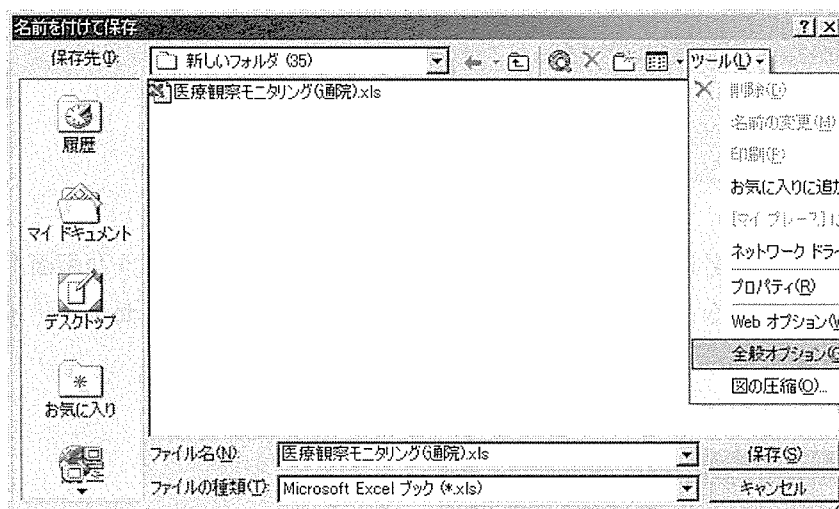 名前を付けて保存
保存先(I): 新しいフォルダ (35) ツール(L)
医療観察モニタリング(通院).xls
履歴
マイ ドキュメント
デスクトップ
お気に入り
削除(D)
名前の変更(M)
印刷(P)
お気に入りに追加
[マイ プレース]に
ネットワーク ドライ
プロパティ(R)
Web オプション(W
全般オプション(G
図の圧縮(O)...
ファイル名(N): 医療観察モニタリング(通院).xls 保存(S)
ファイルの種類(T): Microsoft Excel ブック (*.xls) キャンセル